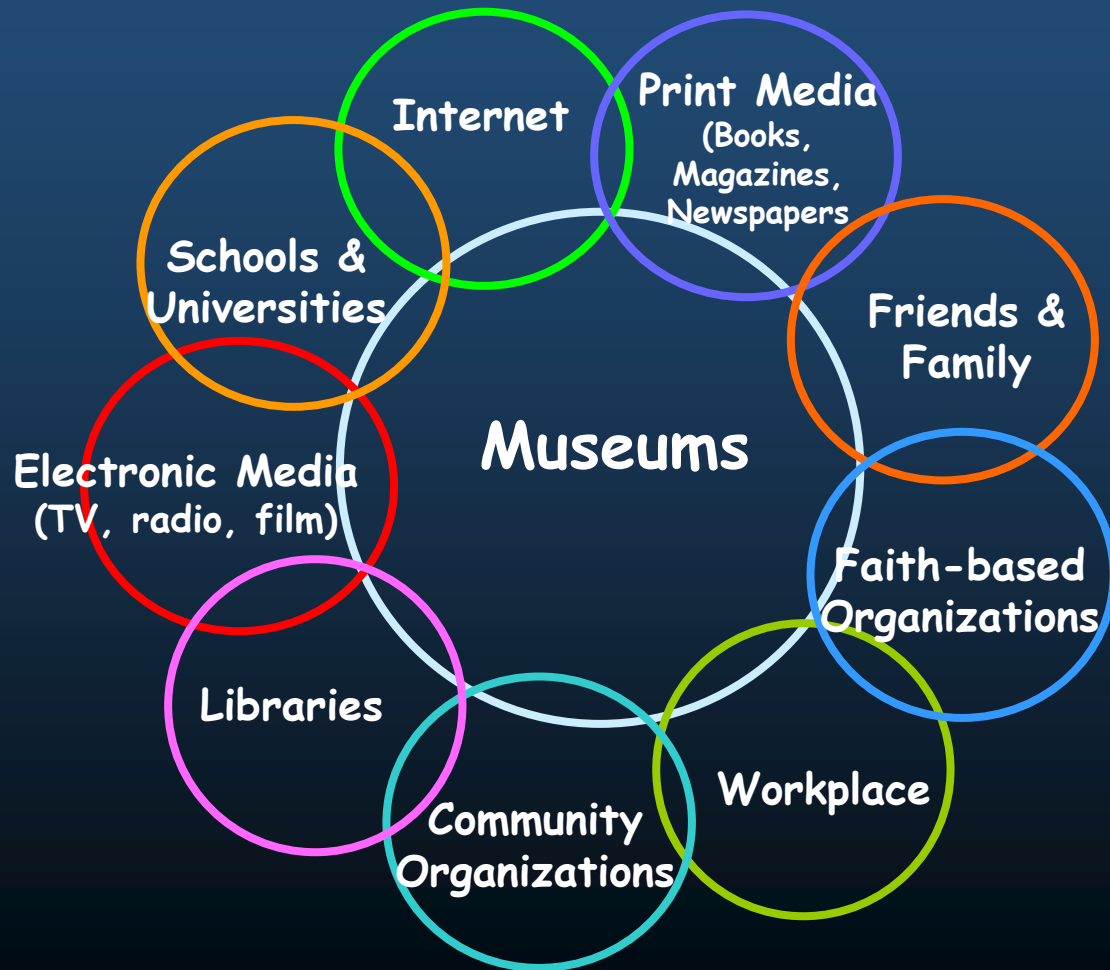 Internet
Print Media
(Books,
Magazines,
Newspapers
Schools &
Universities
Friends &
Family
Museums
Electronic Media
(TV, radio, film)
Faith-based
Organizations
Libraries
Workplace
Community
Organizations